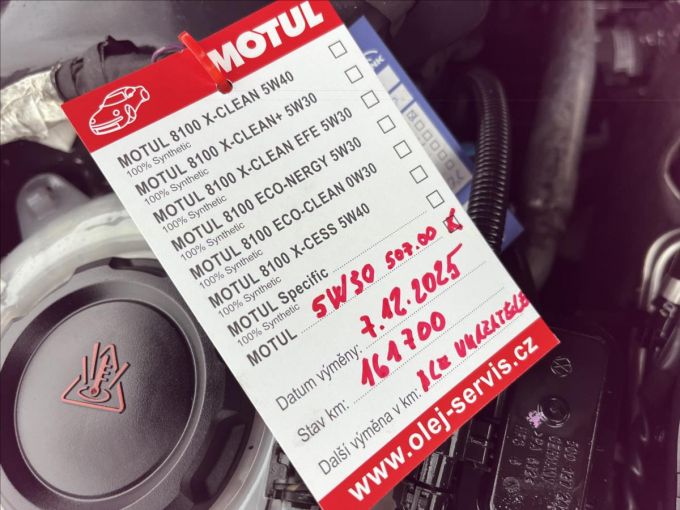 MOTUL
MOTUL 8100 X-CLEAN 5W40
100% Synthetic
MOTUL 8100 X-CLEAN+ 5W30
100% Synthetic
MOTUL 8100 X-CLEAN EFE 5W30
100% Synthetic
MOTUL 8100 ECO-NERGY 5W30
100% Synthetic
MOTUL 8100 ECO-CLEAN 0W30
100% Synthetic
MOTUL 8100 X-CESS 5W40
100% Synthetic
MOTUL Specific
100% Synthetic
MOTUL 5W30 507.00
Datum výměny: 7.12.2025
Stav km: 161700
Další výměna v km: DLE UKAZATELE
www.olej-servis.cz